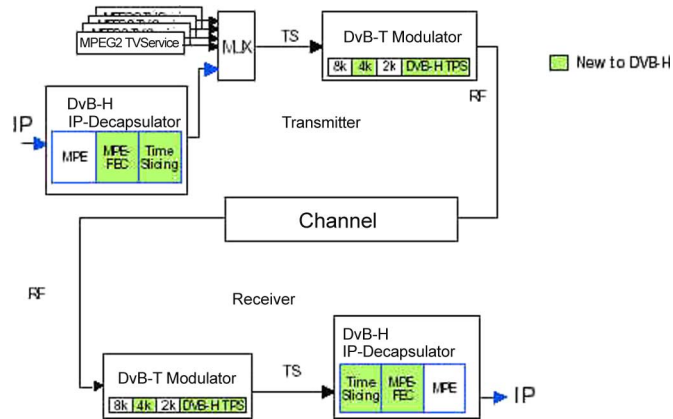 MPEG2 TVService
MUX
TS
DvB-T Modulator
8k 4k 2k DVB-H TPS
New to DVB-H
DvB-H
IP-Decapsulator
IP
MPE
MPE-
FEC
Time
Slicing
Transmitter
RF
Channel
RF
Receiver
DvB-T Modulator
8k 4k 2k DVB-H TPS
TS
DvB-H
IP-Decapsulator
Time
Slicing
MPE-
FEC
MPE
IP